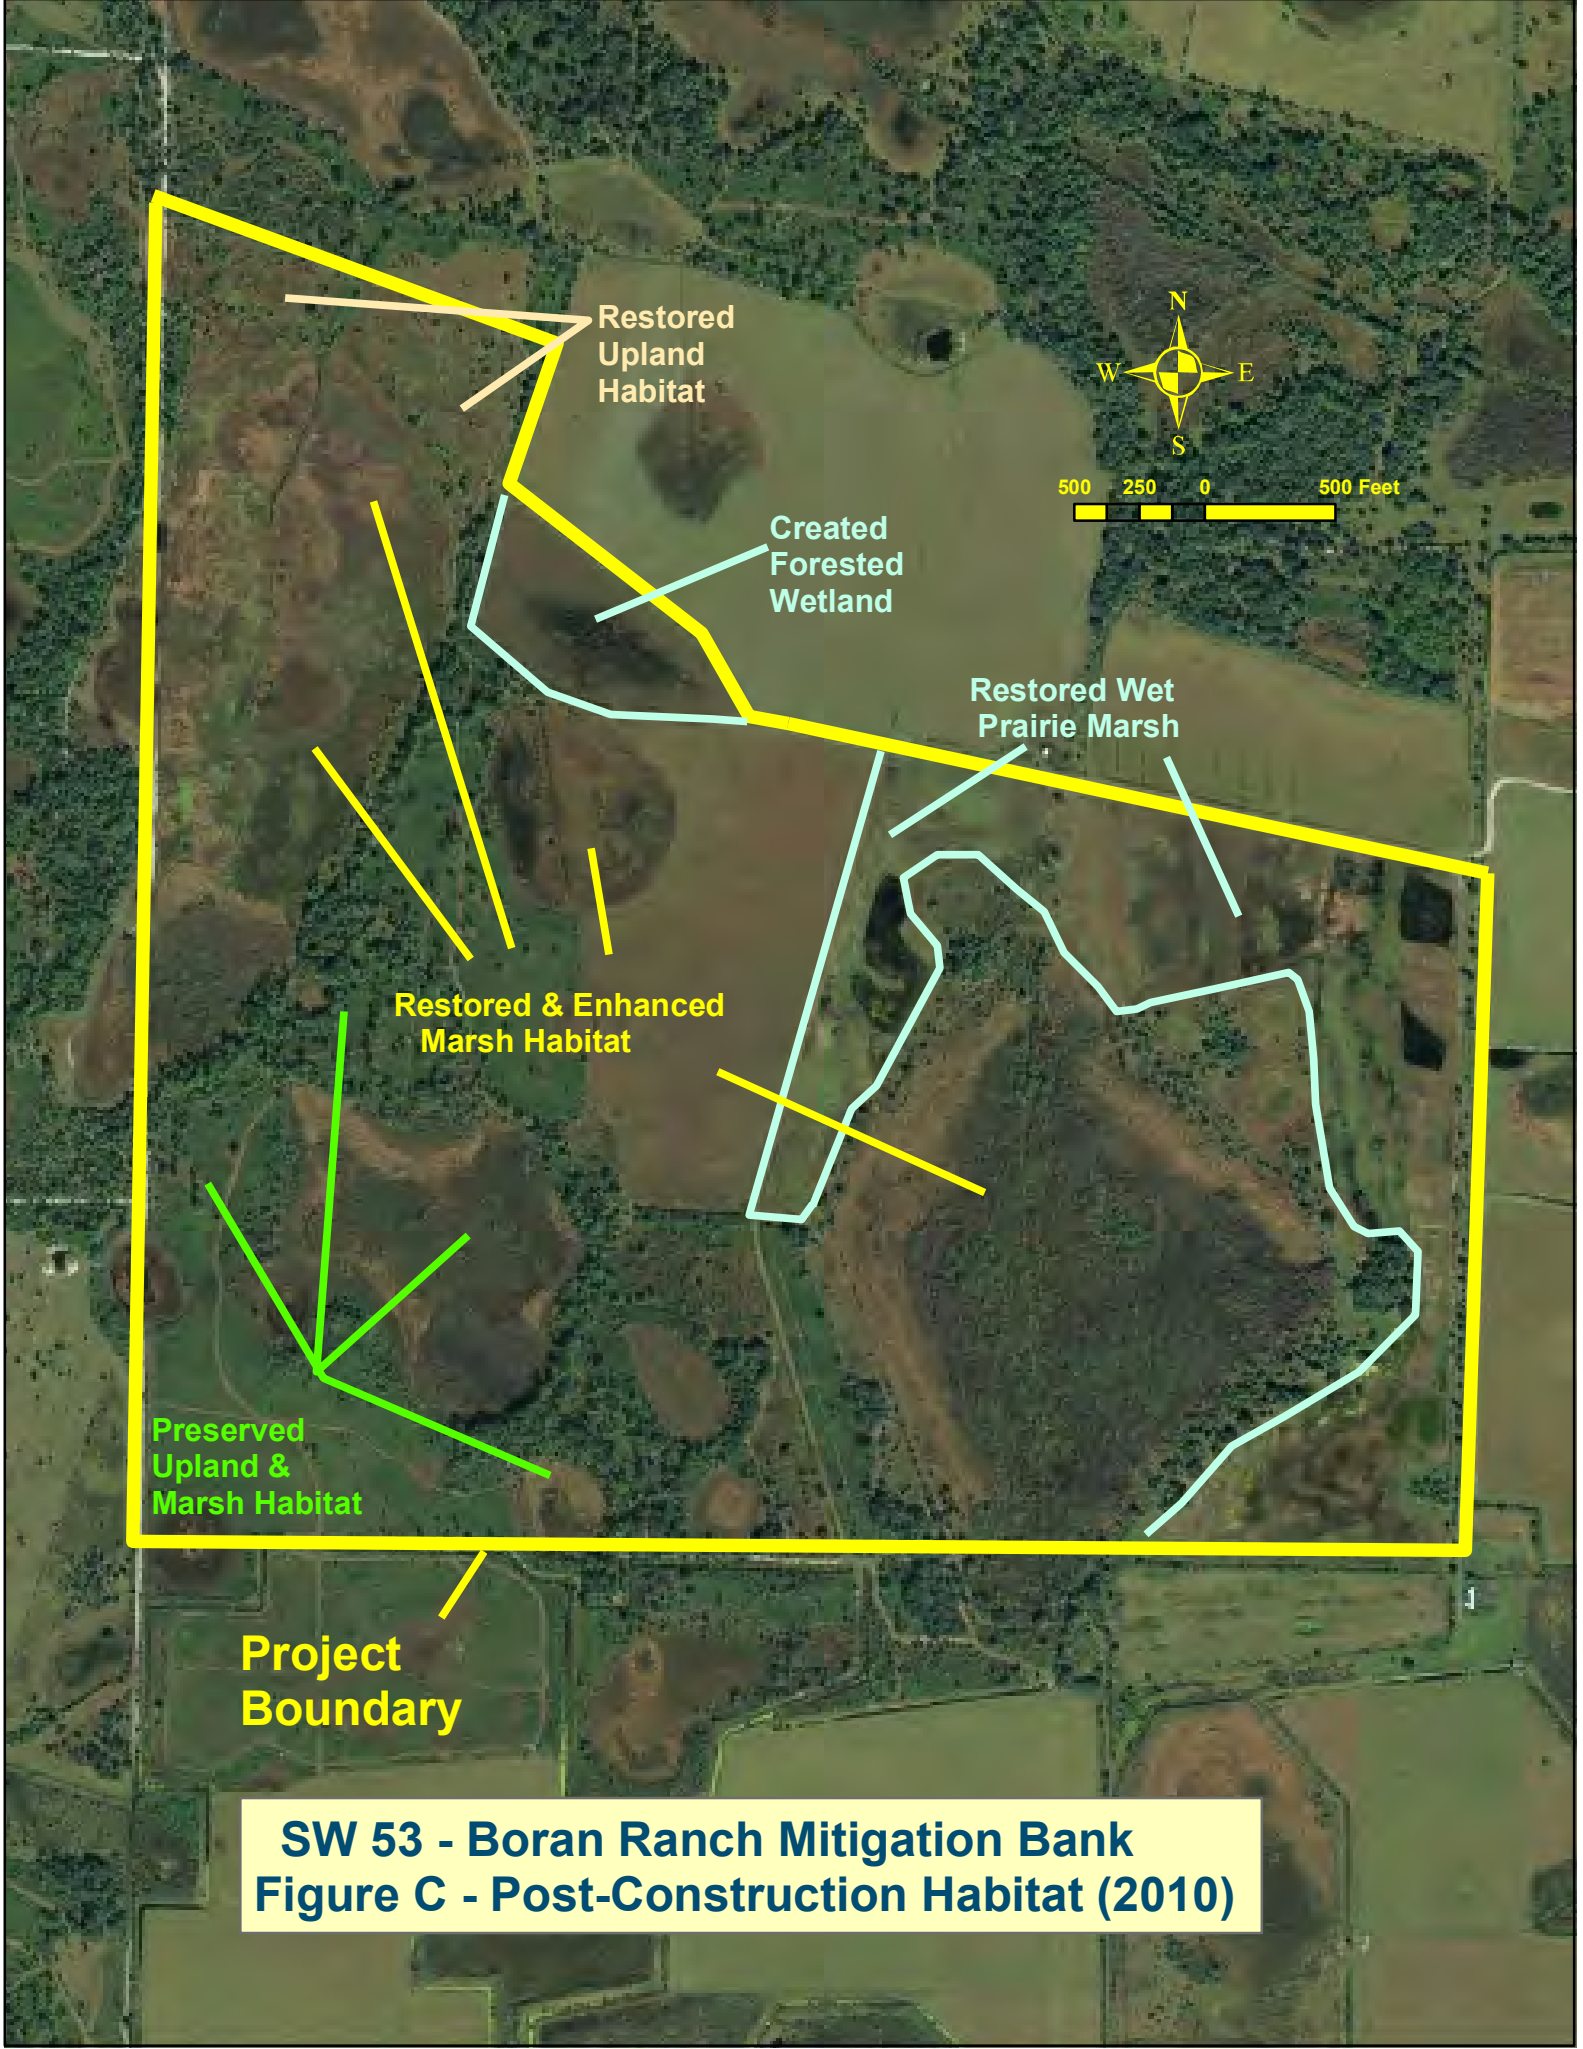 Restored
Upland
Habitat
N
W E
S
500 250 0 500 Feet
Created
Forested
Wetland
Restored Wet
Prairie Marsh
Restored & Enhanced
Marsh Habitat
Preserved
Upland &
Marsh Habitat
Project
Boundary
SW 53 - Boran Ranch Mitigation Bank
Figure C - Post-Construction Habitat (2010)